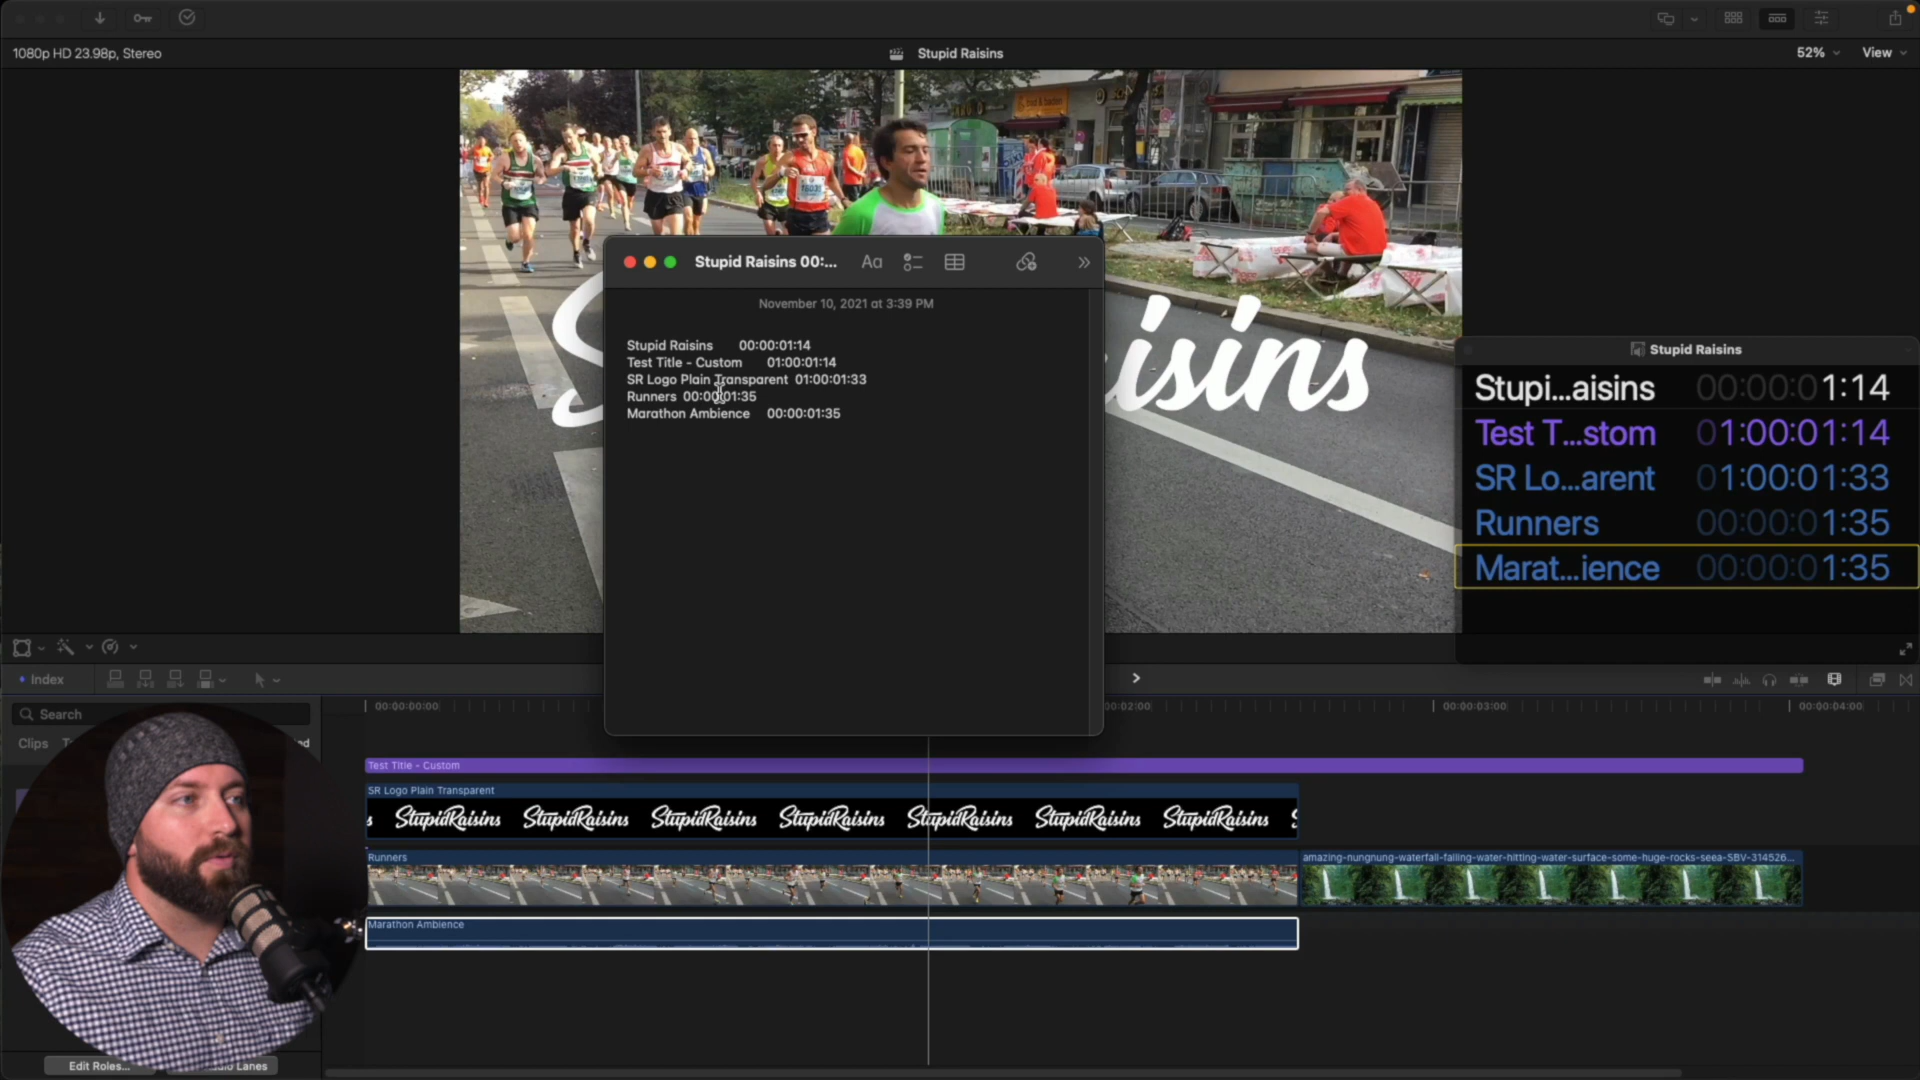 1080p HD 23.98p, Stereo
Stupid Raisins
52%
View
Stupid Raisins 00:...
Aa
November 10, 2021 at 3:39 PM
Stupid Raisins 00:00:01:14
Test Title - Custom 01:00:01:14
SR Logo Plain Transparent 01:00:01:33
Runners 00:00:01:35
Marathon Ambience 00:00:01:35
isins
Stupid Raisins
Stupi...aisins 00:00:01:14
Test T...stom 01:00:01:14
SR Lo...arent 01:00:01:33
Runners 00:00:01:35
Marat...ience 00:00:01:35
Index
Search
Clips
00:00:00:00
02:00
00:00:03:00
00:00:04:00
Test Title - Custom
SR Logo Plain Transparent
StupidRaisins StupidRaisins StupidRaisins StupidRaisins StupidRaisins StupidRaisins StupidRaisins
Runners
amazing-nungnung-waterfall-falling-water-hitting-water-surface-some-huge-rocks-seea-SBV-314526...
Marathon Ambience
Edit Roles...
Lanes